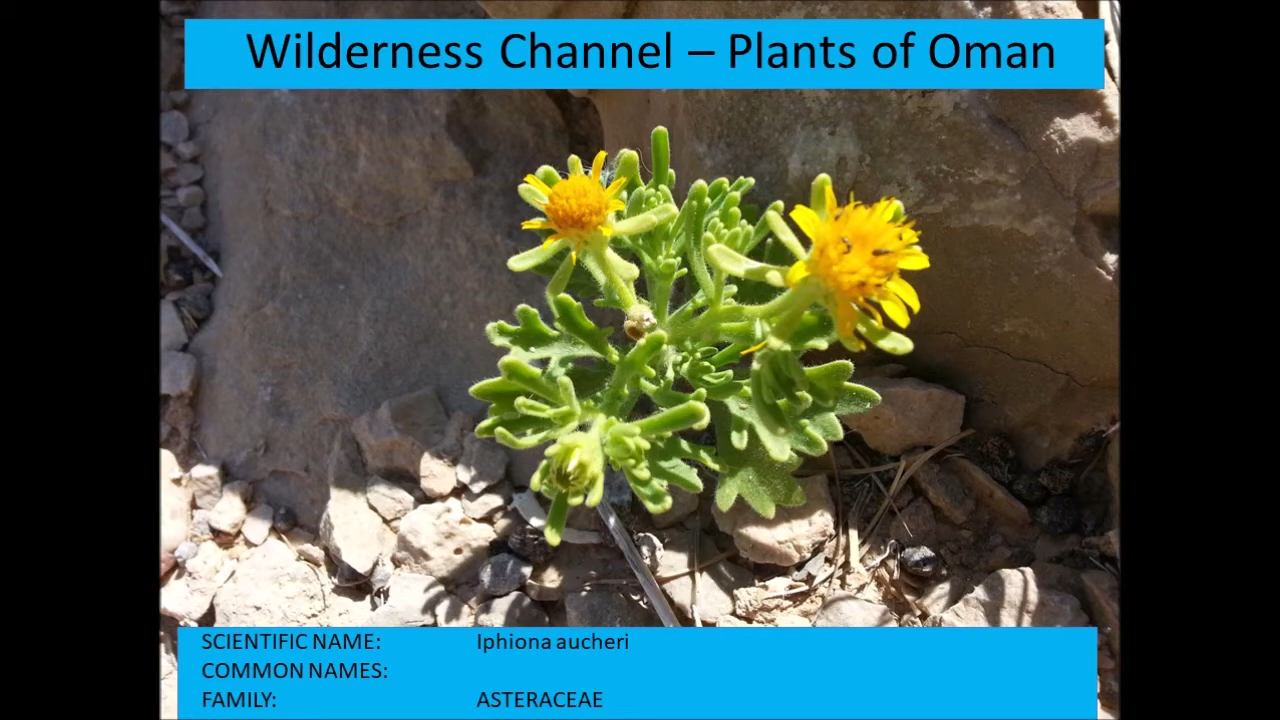 Wilderness Channel – Plants of Oman
SCIENTIFIC NAME: Iphiona aucheri
COMMON NAMES:
FAMILY: ASTERACEAE